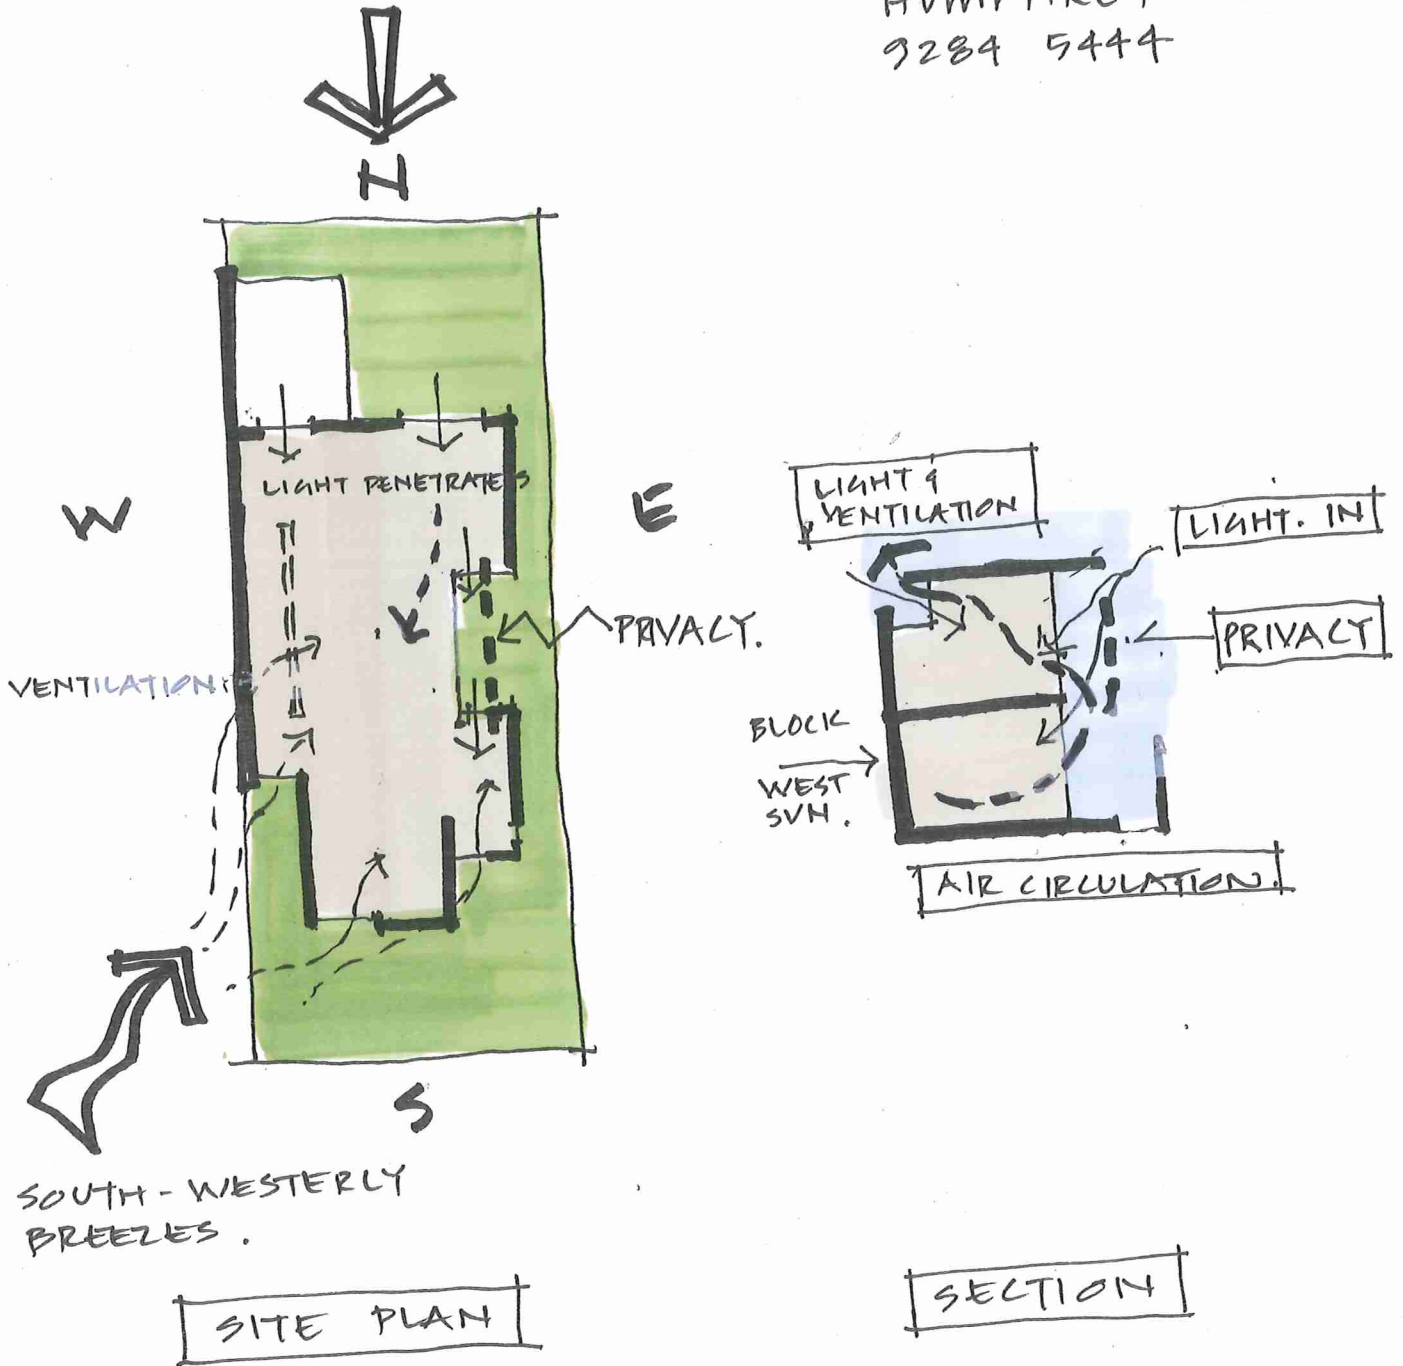 9284 5444
N
W
E
LIGHT PENETRATES
PRIVACY.
VENTILATION
S
SOUTH-WESTERLY
BREEZES.
SITE PLAN
LIGHT &
VENTILATION
LIGHT. IN
PRIVACY
BLOCK
WEST
SUN.
AIR CIRCULATION.
SECTION